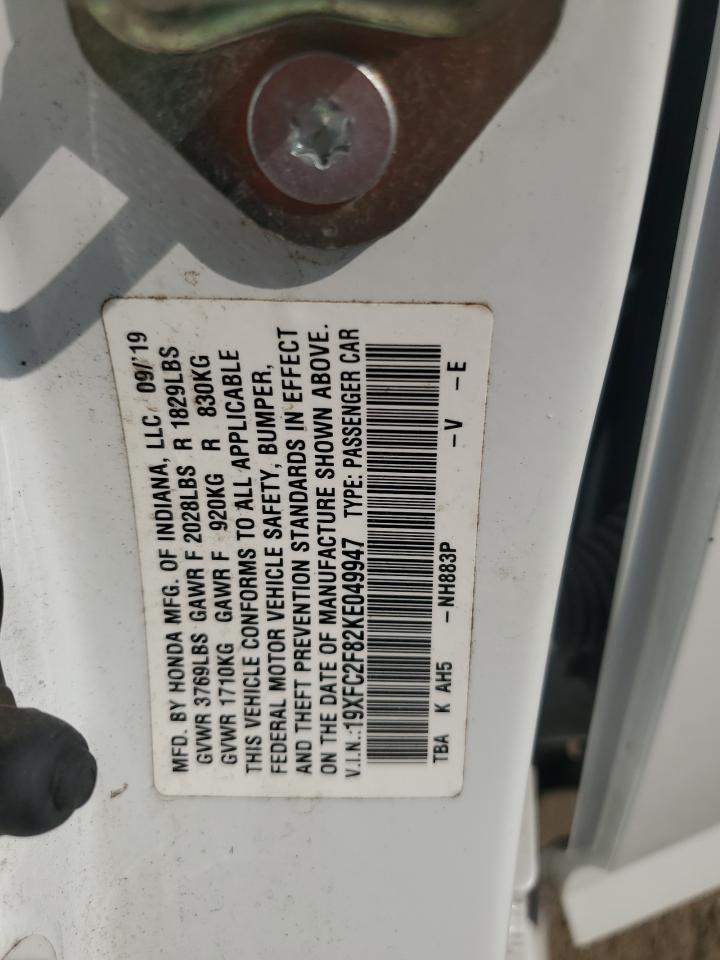 MFD. BY HONDA MFG. OF INDIANA, LLC 09/'19
GVWR 3769LBS GAWR F 2028LBS R 1829LBS
GVWR 1710KG GAWR F 920KG R 830KG
THIS VEHICLE CONFORMS TO ALL APPLICABLE
FEDERAL MOTOR VEHICLE SAFETY, BUMPER,
AND THEFT PREVENTION STANDARDS IN EFFECT
ON THE DATE OF MANUFACTURE SHOWN ABOVE.
V.I.N.:19XFC2F82KE049947 TYPE: PASSENGER CAR
TBA K AH5 -NH883P -V -E